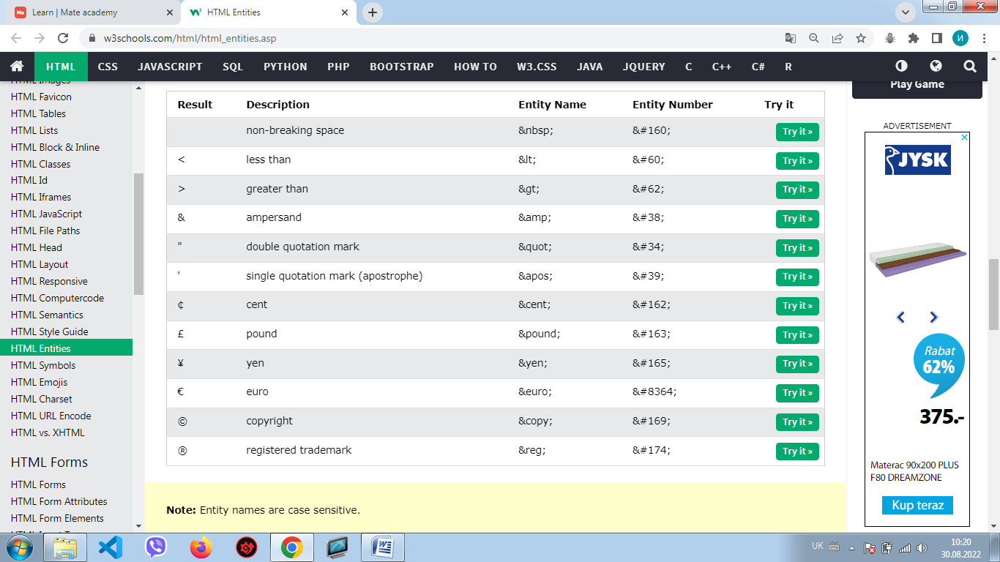 Learn | Mate academy
HTML Entities
w3schools.com/html/html_entities.asp
И
HTML CSS JAVASCRIPT SQL PYTHON PHP BOOTSTRAP HOW TO W3.CSS JAVA JQUERY C C++ C# R
HTML Images
HTML Favicon
HTML Tables
HTML Lists
HTML Block & Inline
HTML Classes
HTML Id
HTML Iframes
HTML JavaScript
HTML File Paths
HTML Head
HTML Layout
HTML Responsive
HTML Computercode
HTML Semantics
HTML Style Guide
HTML Entities
HTML Symbols
HTML Emojis
HTML Charset
HTML URL Encode
HTML vs. XHTML
HTML Forms
HTML Forms
HTML Form Attributes
HTML Form Elements
Result Description Entity Name Entity Number Try it
non-breaking space &nbsp; &#160; Try it »
< less than &lt; &#60; Try it »
> greater than &gt; &#62; Try it »
& ampersand &amp; &#38; Try it »
" double quotation mark &quot; &#34; Try it »
' single quotation mark (apostrophe) &apos; &#39; Try it »
¢ cent &cent; &#162; Try it »
£ pound &pound; &#163; Try it »
¥ yen &yen; &#165; Try it »
€ euro &euro; &#8364; Try it »
© copyright &copy; &#169; Try it »
® registered trademark &reg; &#174; Try it »
Note: Entity names are case sensitive.
Play Game
ADVERTISEMENT
JYSK
Rabat
62%
375.-
Materac 90x200 PLUS
F80 DREAMZONE
Kup teraz
UK
10:20
30.08.2022